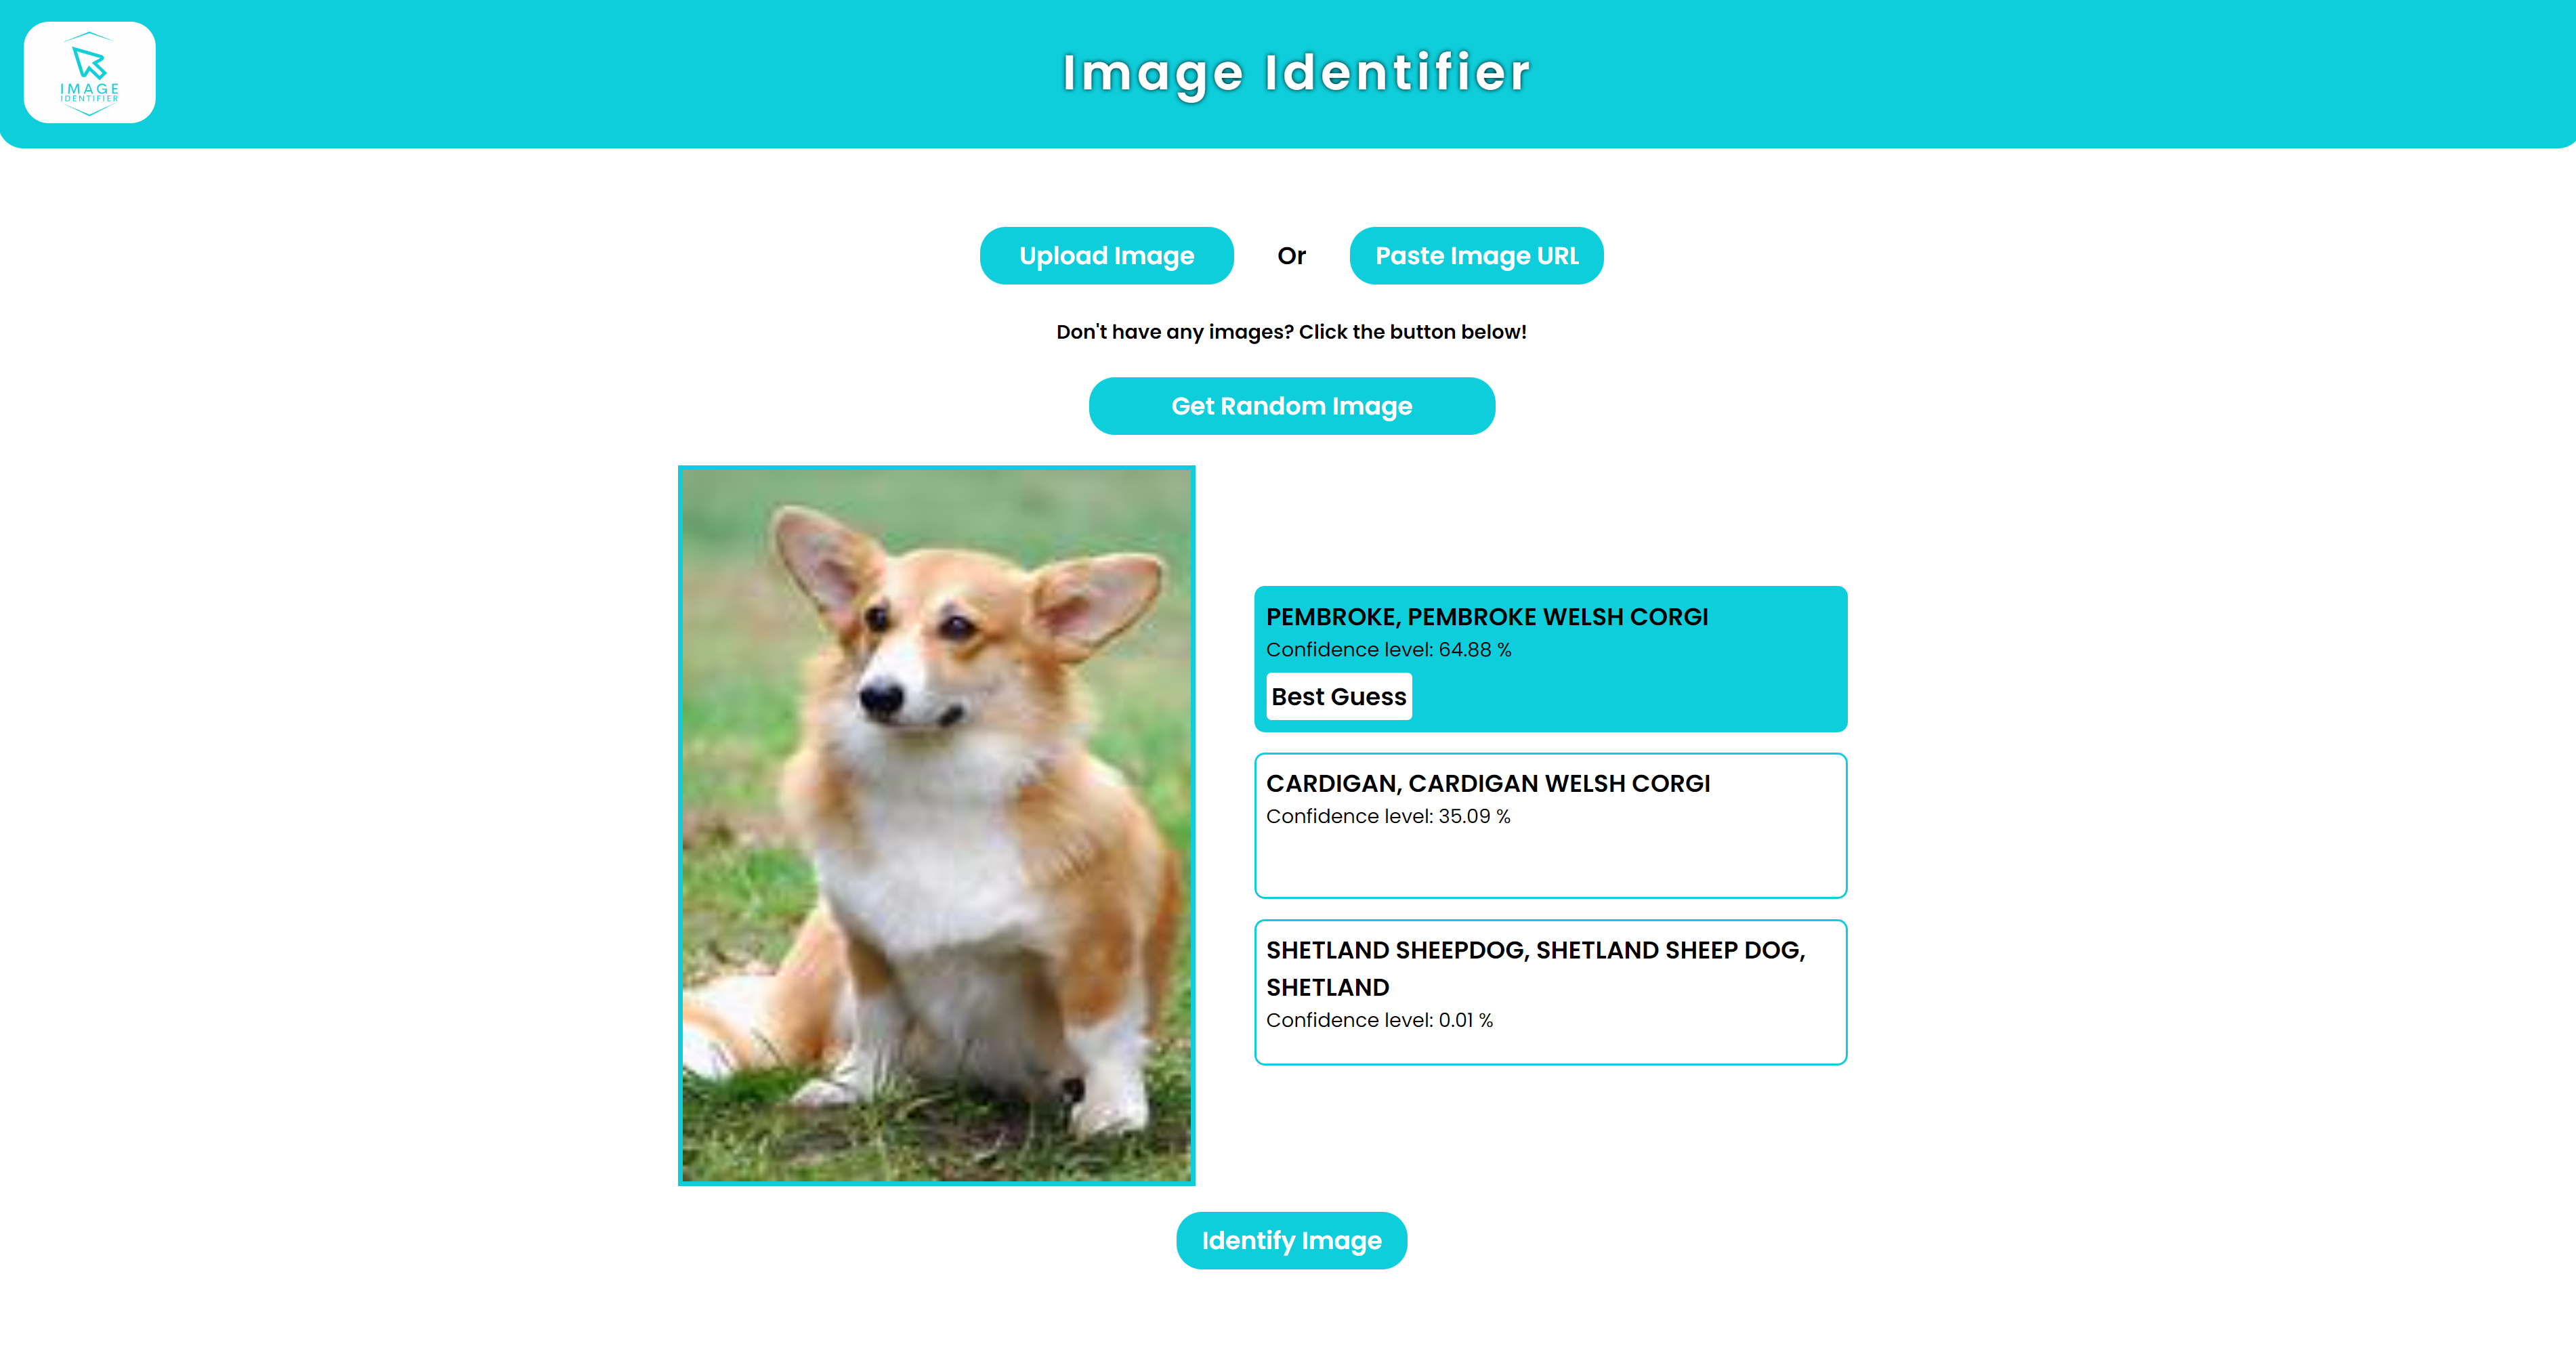 IMAGE
IDENTIFIER
Image Identifier
Upload Image
Or
Paste Image URL
Don't have any images? Click the button below!
Get Random Image
PEMBROKE, PEMBROKE WELSH CORGI
Confidence level: 64.88 %
Best Guess
CARDIGAN, CARDIGAN WELSH CORGI
Confidence level: 35.09 %
SHETLAND SHEEPDOG, SHETLAND SHEEP DOG,
SHETLAND
Confidence level: 0.01 %
Identify Image